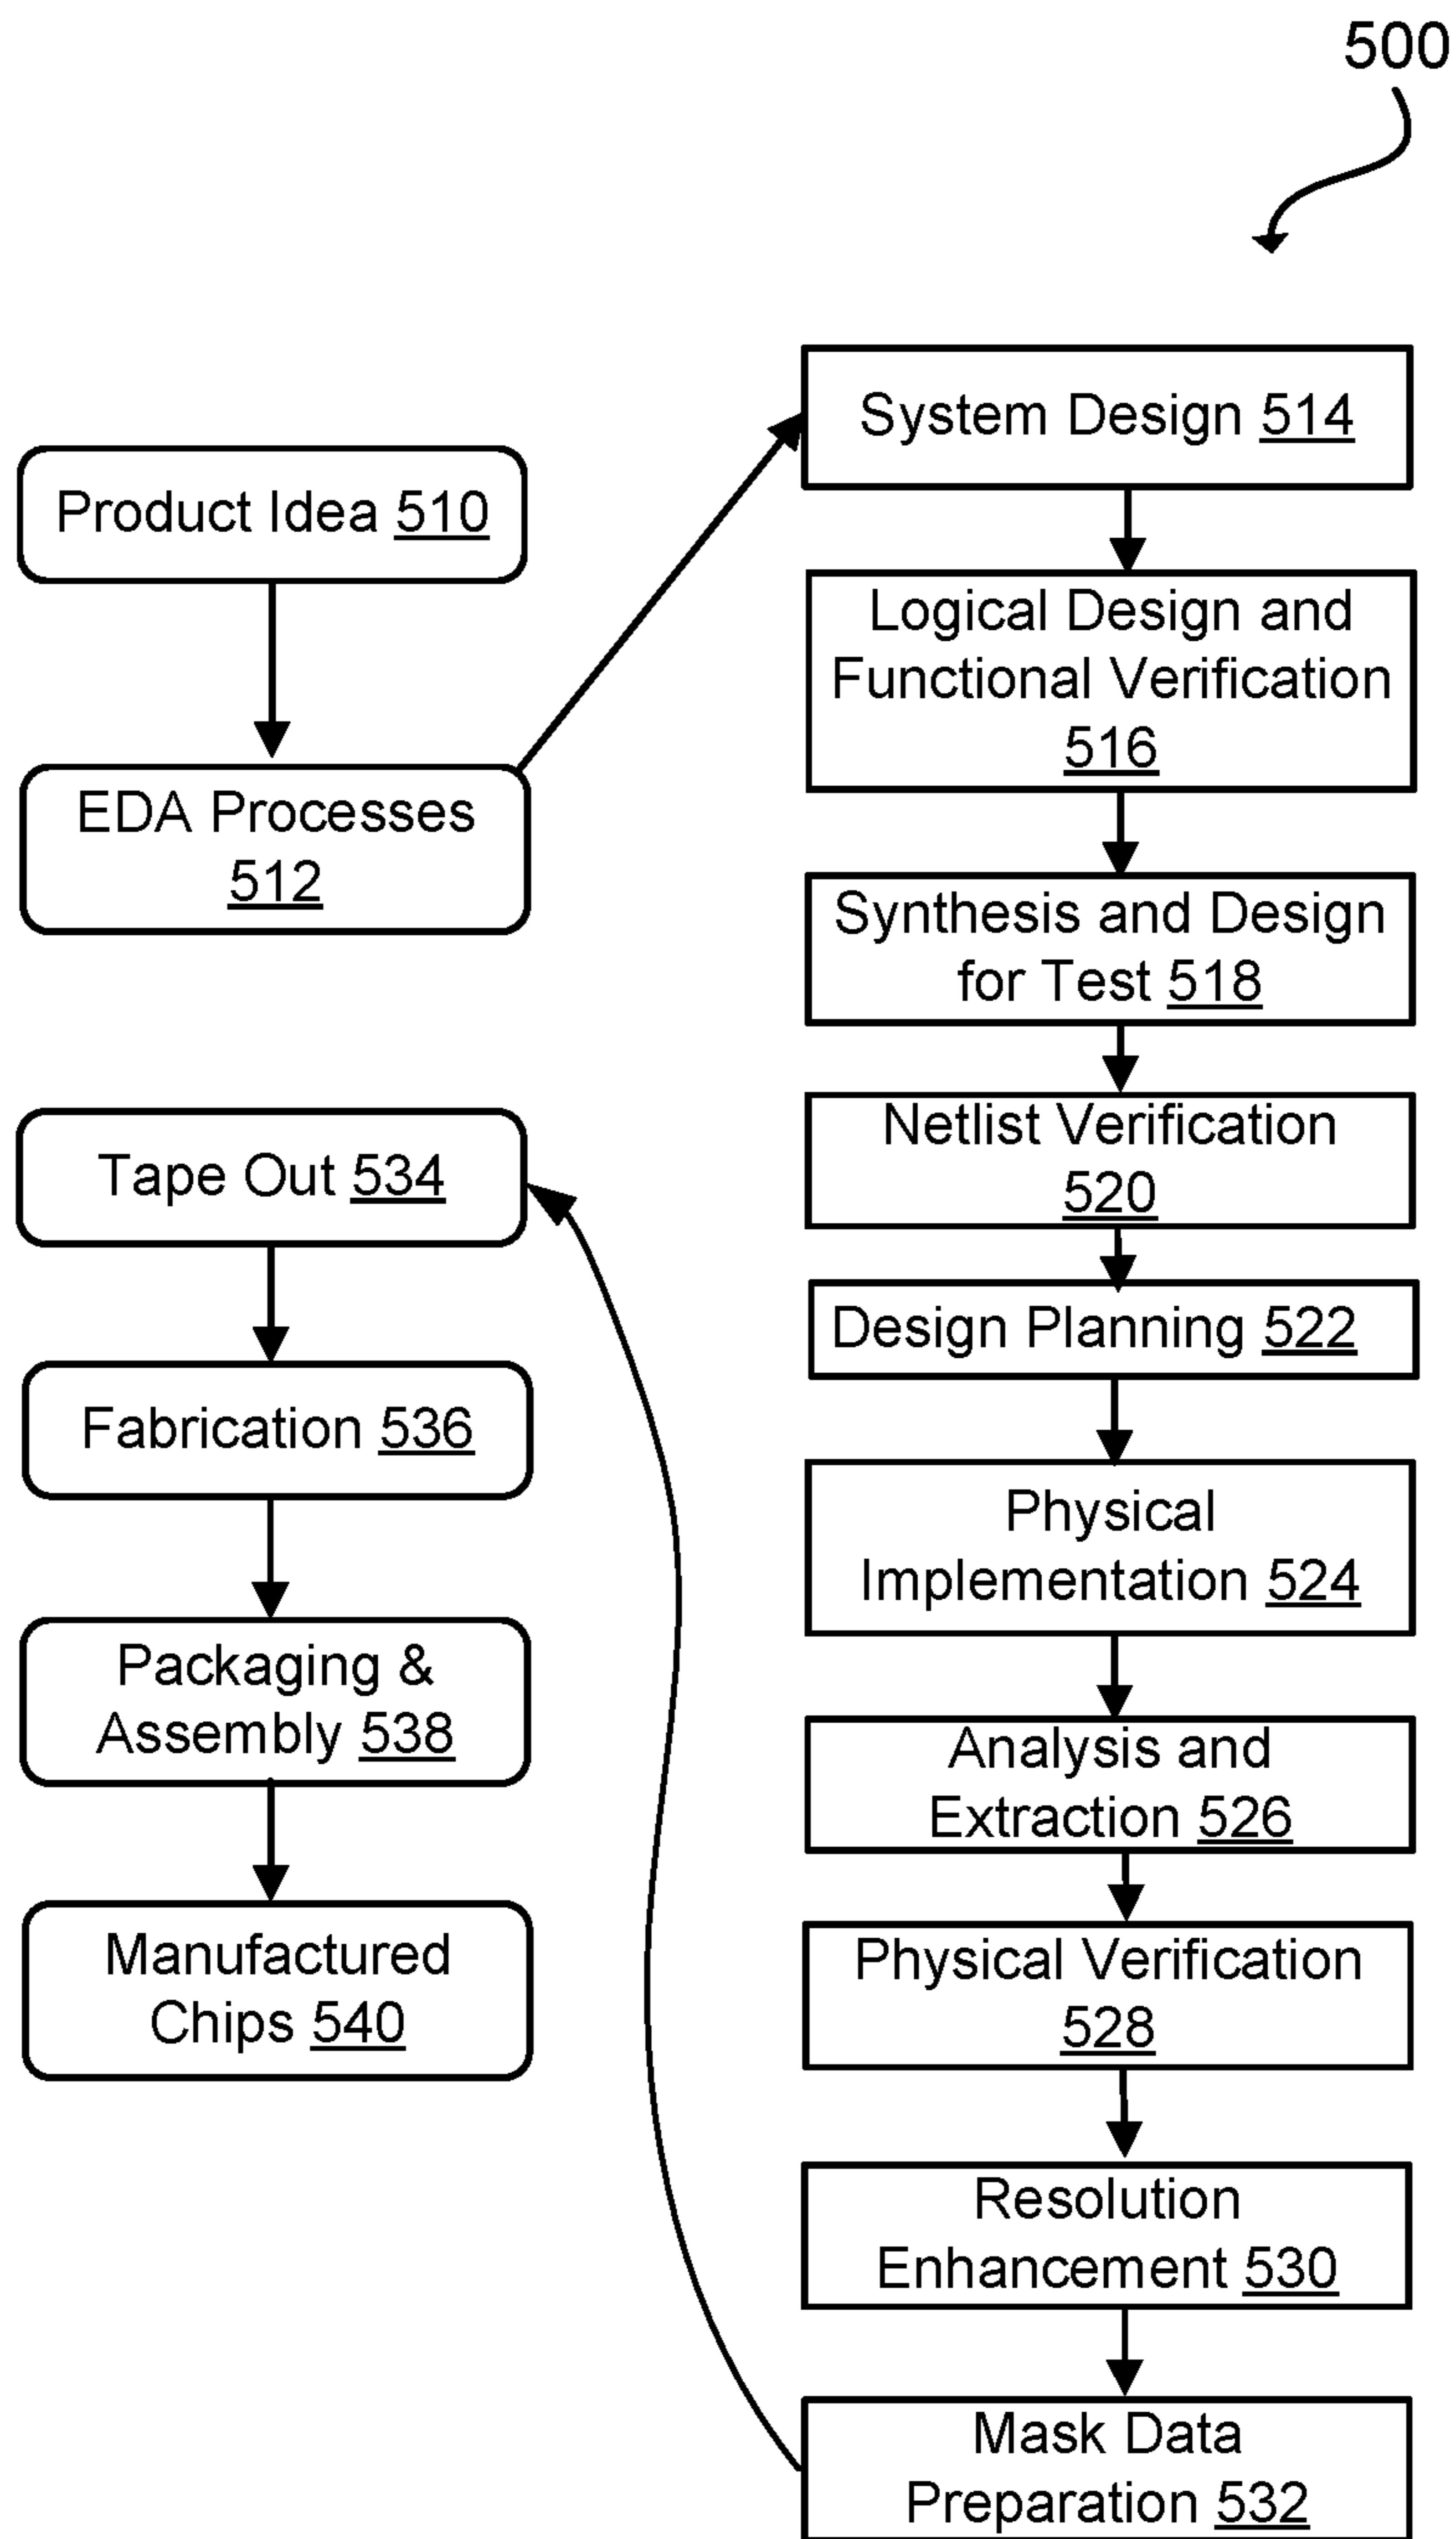 500
Product Idea 510
EDA Processes
512
System Design 514
Logical Design and
Functional Verification
516
Synthesis and Design
for Test 518
Netlist Verification
520
Design Planning 522
Physical
Implementation 524
Analysis and
Extraction 526
Physical Verification
528
Resolution
Enhancement 530
Mask Data
Preparation 532
Tape Out 534
Fabrication 536
Packaging &
Assembly 538
Manufactured
Chips 540